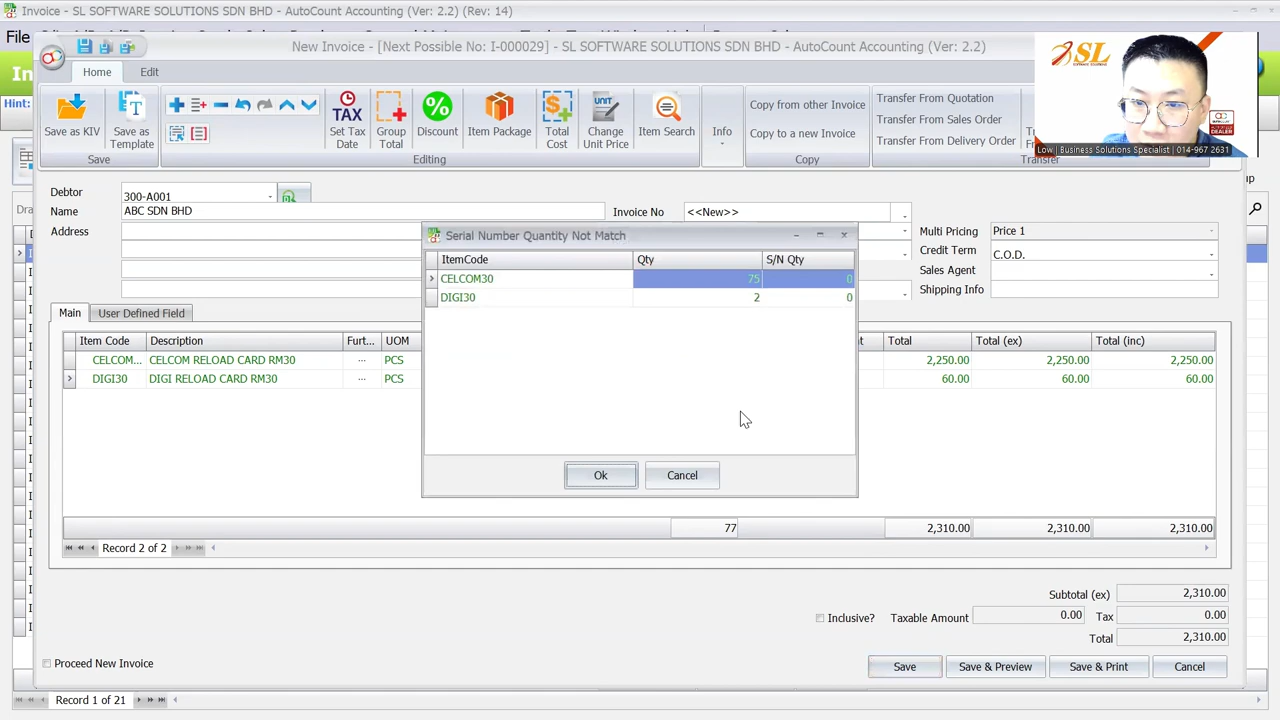 Invoice - SL SOFTWARE SOLUTIONS SDN BHD - AutoCount Accounting (Ver: 2.2) (Rev: 14)
File
New Invoice - [Next Possible No: I-000029] - SL SOFTWARE SOLUTIONS SDN BHD - AutoCount Accounting (Ver: 2.2)
SL
Home Edit
Hint:
Save as KIV
Save as Template
Save
TAX
Set Tax Date
Group Total
Discount
Item Package
Total Cost
UNIT PRICE
Change Unit Price
Item Search
Editing
Info
Copy from other Invoice
Copy to a new Invoice
Copy
Transfer From Quotation
Transfer From Sales Order
Transfer From Delivery Order
Transfer
Low | Business Solutions Specialist | 014-967 2631
DEALER
Debtor 300-A001
Name ABC SDN BHD Invoice No <<New>>
Address
Multi Pricing Price 1
Credit Term C.O.D.
Sales Agent
Shipping Info
Serial Number Quantity Not Match
ItemCode Qty S/N Qty
CELCOM30 75 0
DIGI30 2 0
Ok Cancel
Main User Defined Field
Item Code Description Furt... UOM Total Total (ex) Total (inc)
CELCOM... CELCOM RELOAD CARD RM30 ... PCS 2,250.00 2,250.00 2,250.00
DIGI30 DIGI RELOAD CARD RM30 ... PCS 60.00 60.00 60.00
77 2,310.00 2,310.00 2,310.00
Record 2 of 2
Subtotal (ex) 2,310.00
Inclusive? Taxable Amount 0.00 Tax 0.00
Total 2,310.00
Proceed New Invoice
Save Save & Preview Save & Print Cancel
Record 1 of 21